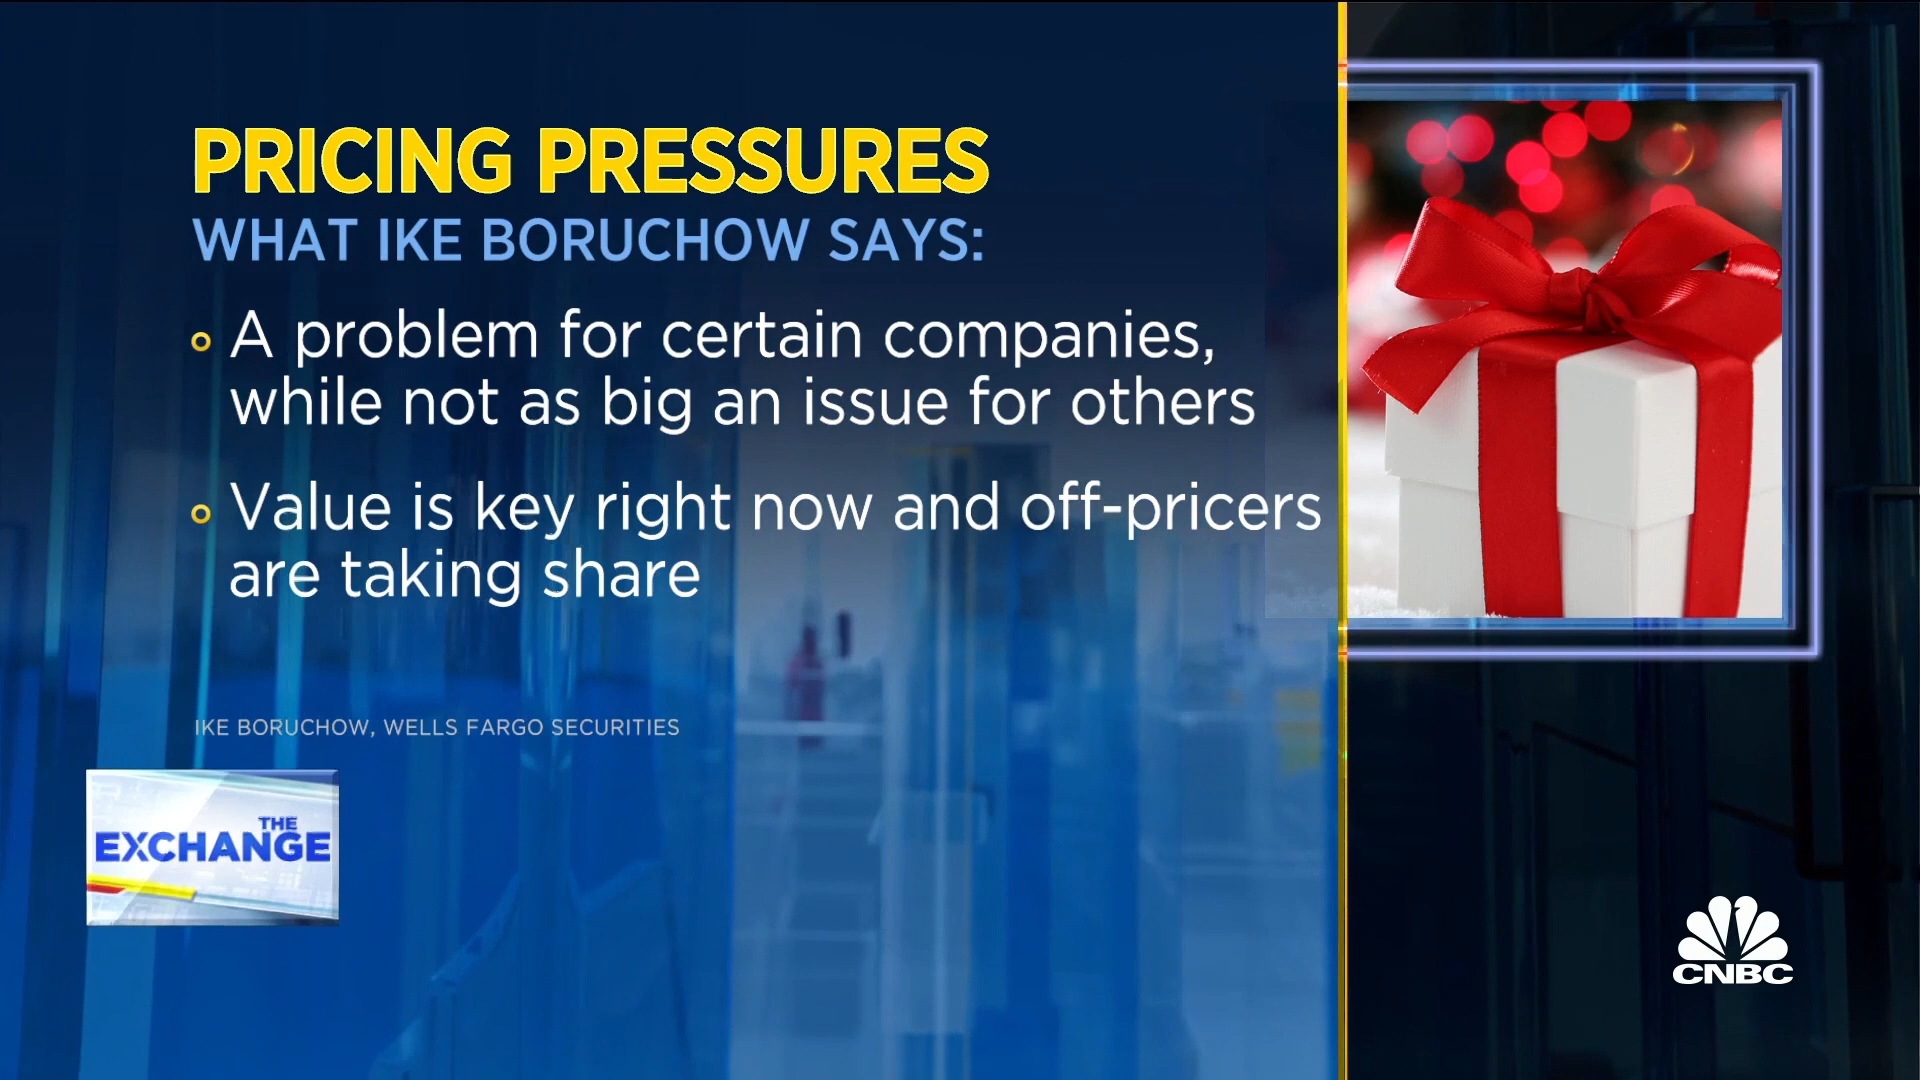 PRICING PRESSURES
WHAT IKE BORUCHOW SAYS:
A problem for certain companies,
while not as big an issue for others
Value is key right now and off-pricers
are taking share
IKE BORUCHOW, WELLS FARGO SECURITIES
THE
EXCHANGE
CNBC